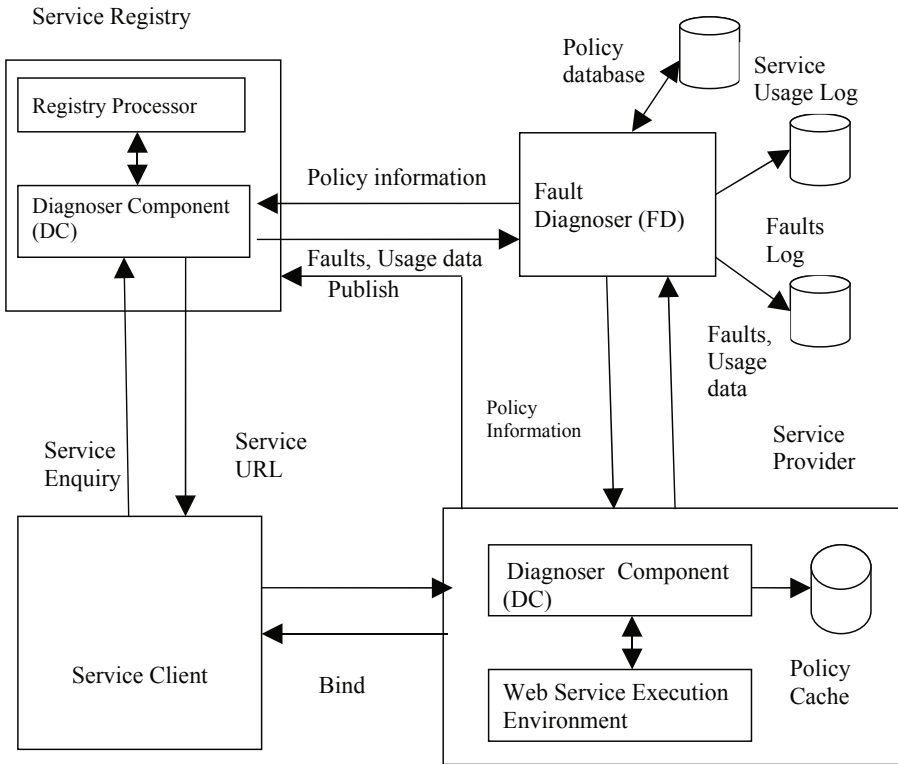 Service Registry
Policy
database
Service
Usage Log
Registry Processor
Diagnoser Component
(DC)
Policy information
Fault
Diagnoser (FD)
Faults
Log
Faults, Usage data
Publish
Faults,
Usage
data
Service
Enquiry
Service
URL
Policy
Information
Service
Provider
Diagnoser Component
(DC)
Service Client
Bind
Web Service Execution
Environment
Policy
Cache